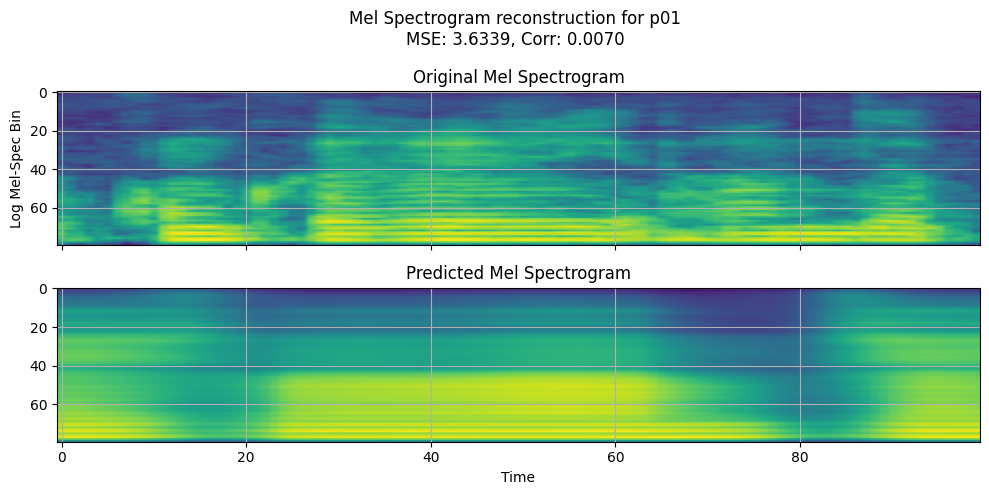 Mel Spectrogram reconstruction for p01
MSE: 3.6339, Corr: 0.0070
Original Mel Spectrogram
Log Mel-Spec Bin
0
20
40
60
Predicted Mel Spectrogram
0
20
40
60
0 20 40 60 80
Time